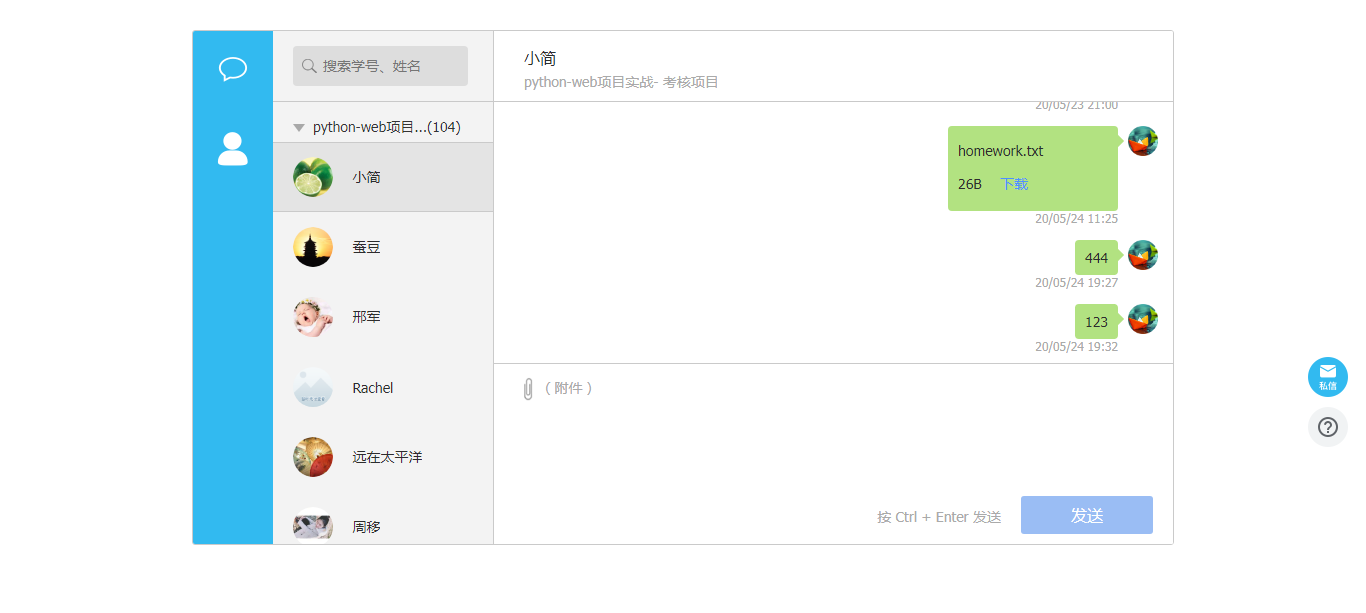 搜索学号、姓名
python-web项目...(104)
小简
蚕豆
邢军
Rachel
远在太平洋
周移
小简
python-web项目实战- 考核项目
20/05/23 21:00
homework.txt
26B 下载
20/05/24 11:25
444
20/05/24 19:27
123
20/05/24 19:32
( 附件 )
按 Ctrl + Enter 发送
发送
私信